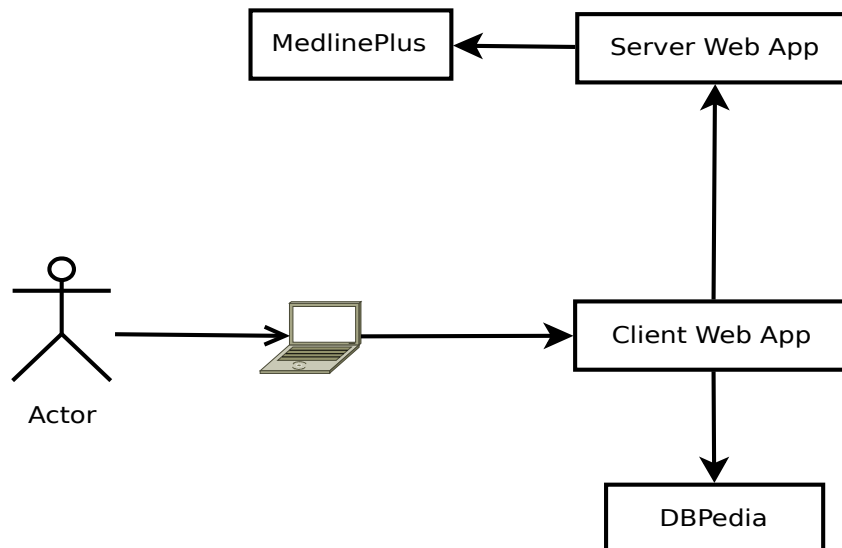 MedlinePlus
Server Web App
Client Web App
Actor
DBPedia